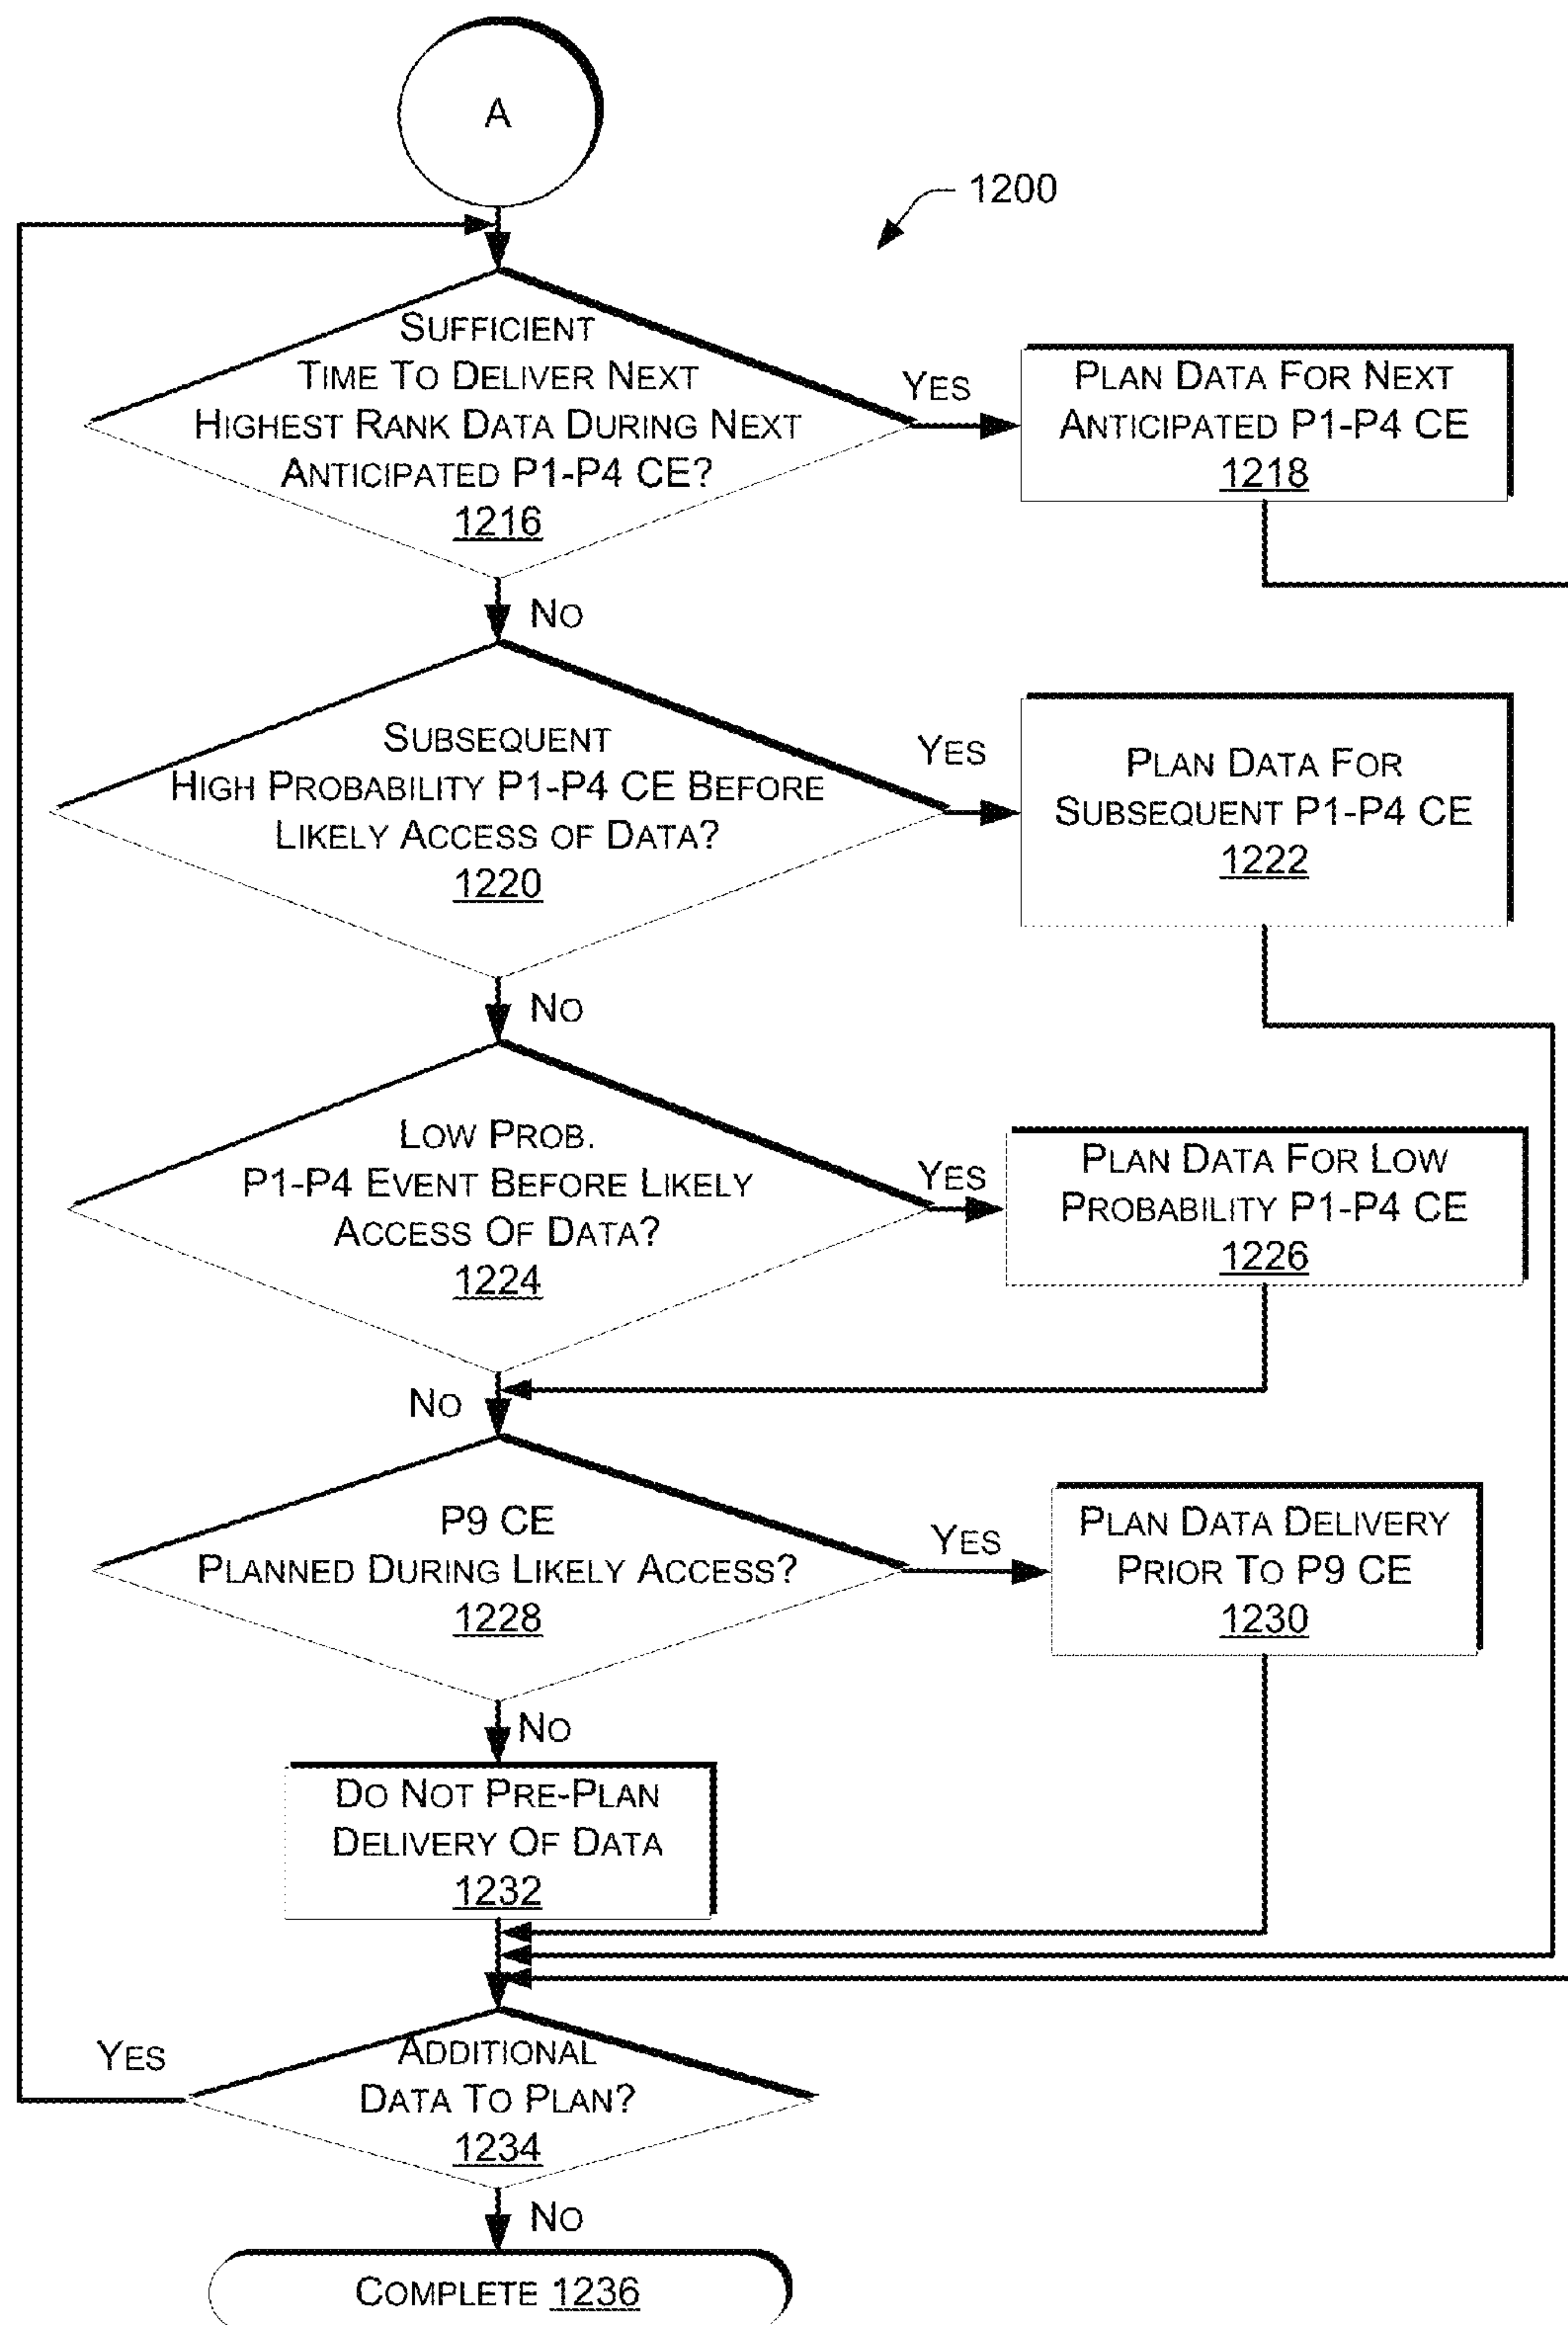 A
1200
SUFFICIENT
TIME TO DELIVER NEXT
HIGHEST RANK DATA DURING NEXT
ANTICIPATED P1-P4 CE?
1216
YES
PLAN DATA FOR NEXT
ANTICIPATED P1-P4 CE
1218
NO
SUBSEQUENT
HIGH PROBABILITY P1-P4 CE BEFORE
LIKELY ACCESS OF DATA?
1220
YES
PLAN DATA FOR
SUBSEQUENT P1-P4 CE
1222
NO
LOW PROB.
P1-P4 EVENT BEFORE LIKELY
ACCESS OF DATA?
1224
YES
PLAN DATA FOR LOW
PROBABILITY P1-P4 CE
1226
NO
P9 CE
PLANNED DURING LIKELY ACCESS?
1228
YES
PLAN DATA DELIVERY
PRIOR TO P9 CE
1230
NO
DO NOT PRE-PLAN
DELIVERY OF DATA
1232
YES
ADDITIONAL
DATA TO PLAN?
1234
NO
COMPLETE 1236